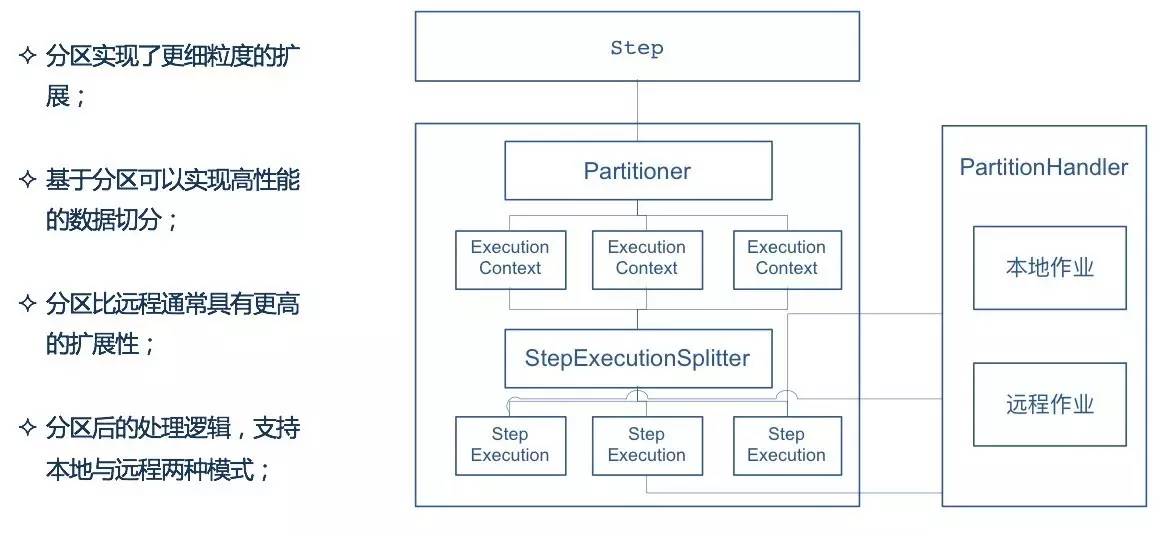 ✧ 分区实现了更细粒度的扩
展；
✧ 基于分区可以实现高性能
的数据切分；
✧ 分区比远程通常具有更高
的扩展性；
✧ 分区后的处理逻辑，支持
本地与远程两种模式；
Step
Partitioner
Execution
Context
Execution
Context
Execution
Context
StepExecutionSplitter
Step
Execution
Step
Execution
Step
Execution
PartitionHandler
本地作业
远程作业